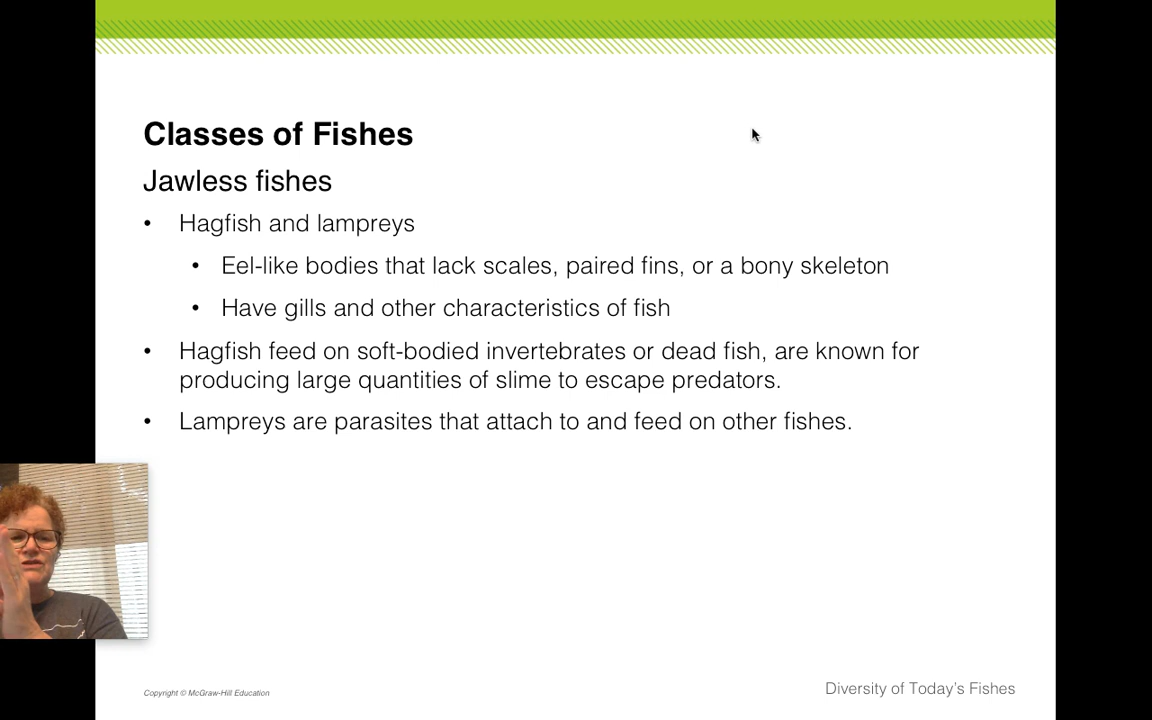 Classes of Fishes
Jawless fishes
• Hagfish and lampreys
• Eel-like bodies that lack scales, paired fins, or a bony skeleton
• Have gills and other characteristics of fish
• Hagfish feed on soft-bodied invertebrates or dead fish, are known for
producing large quantities of slime to escape predators.
• Lampreys are parasites that attach to and feed on other fishes.
Copyright © McGraw-Hill Education
Diversity of Today's Fishes